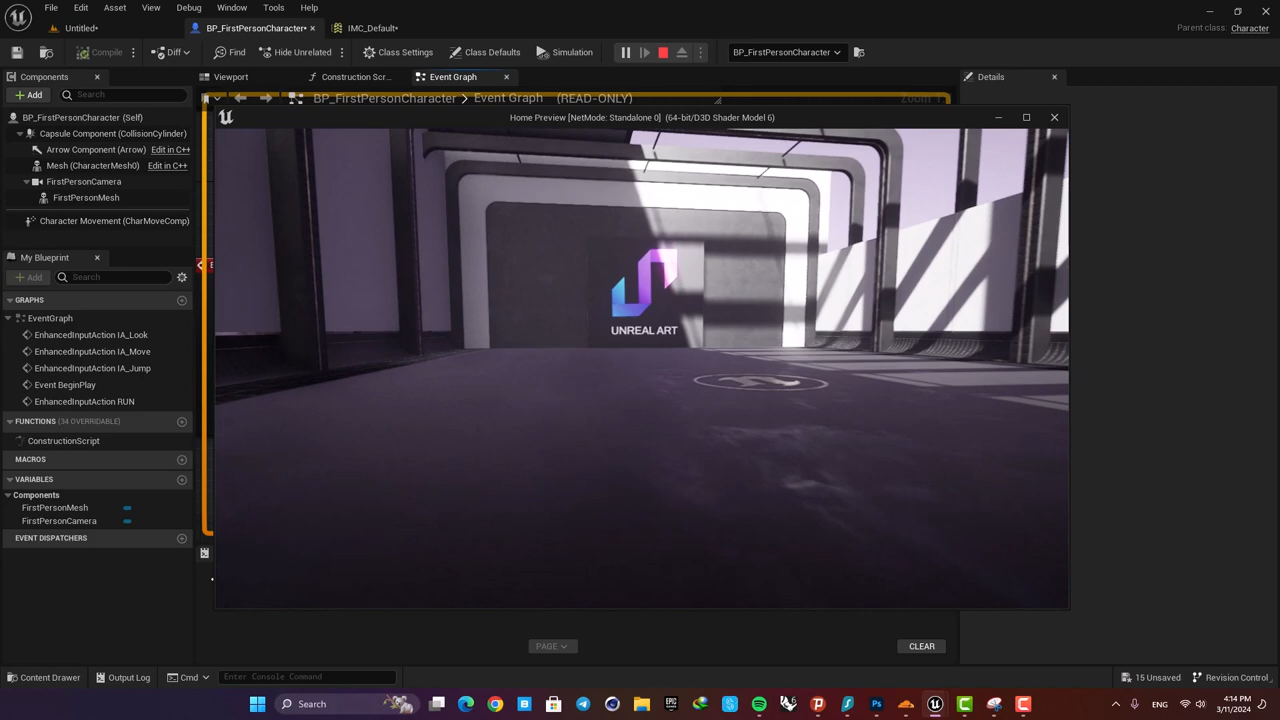 File Edit Asset View Debug Window Tools Help
Untitled* BP_FirstPersonCharacter* IMC_Default* Parent class: Character
Compile Diff Find Hide Unrelated Class Settings Class Defaults Simulation BP_FirstPersonCharacter
Components Viewport Construction Scr... Event Graph Details
Add Search BP_FirstPersonCharacter Event Graph (READ-ONLY) Zoom
BP_FirstPersonCharacter (Self) Home Preview [NetMode: Standalone 0] (64-bit/D3D Shader Model 6)
Capsule Component (CollisionCylinder)
Arrow Component (Arrow) Edit in C++
Mesh (CharacterMesh0) Edit in C++
FirstPersonCamera
FirstPersonMesh
Character Movement (CharMoveComp)
My Blueprint
Add Search
GRAPHS
EventGraph
EnhancedInputAction IA_Look
UNREAL ART
EnhancedInputAction IA_Move
EnhancedInputAction IA_Jump
Event BeginPlay
EnhancedInputAction RUN
FUNCTIONS (34 OVERRIDABLE)
ConstructionScript
MACROS
VARIABLES
Components
FirstPersonMesh
FirstPersonCamera
EVENT DISPATCHERS
PAGE CLEAR
Content Drawer Output Log Cmd Enter Console Command 15 Unsaved Revision Control
Search ENG 4:14 PM
3/11/2024